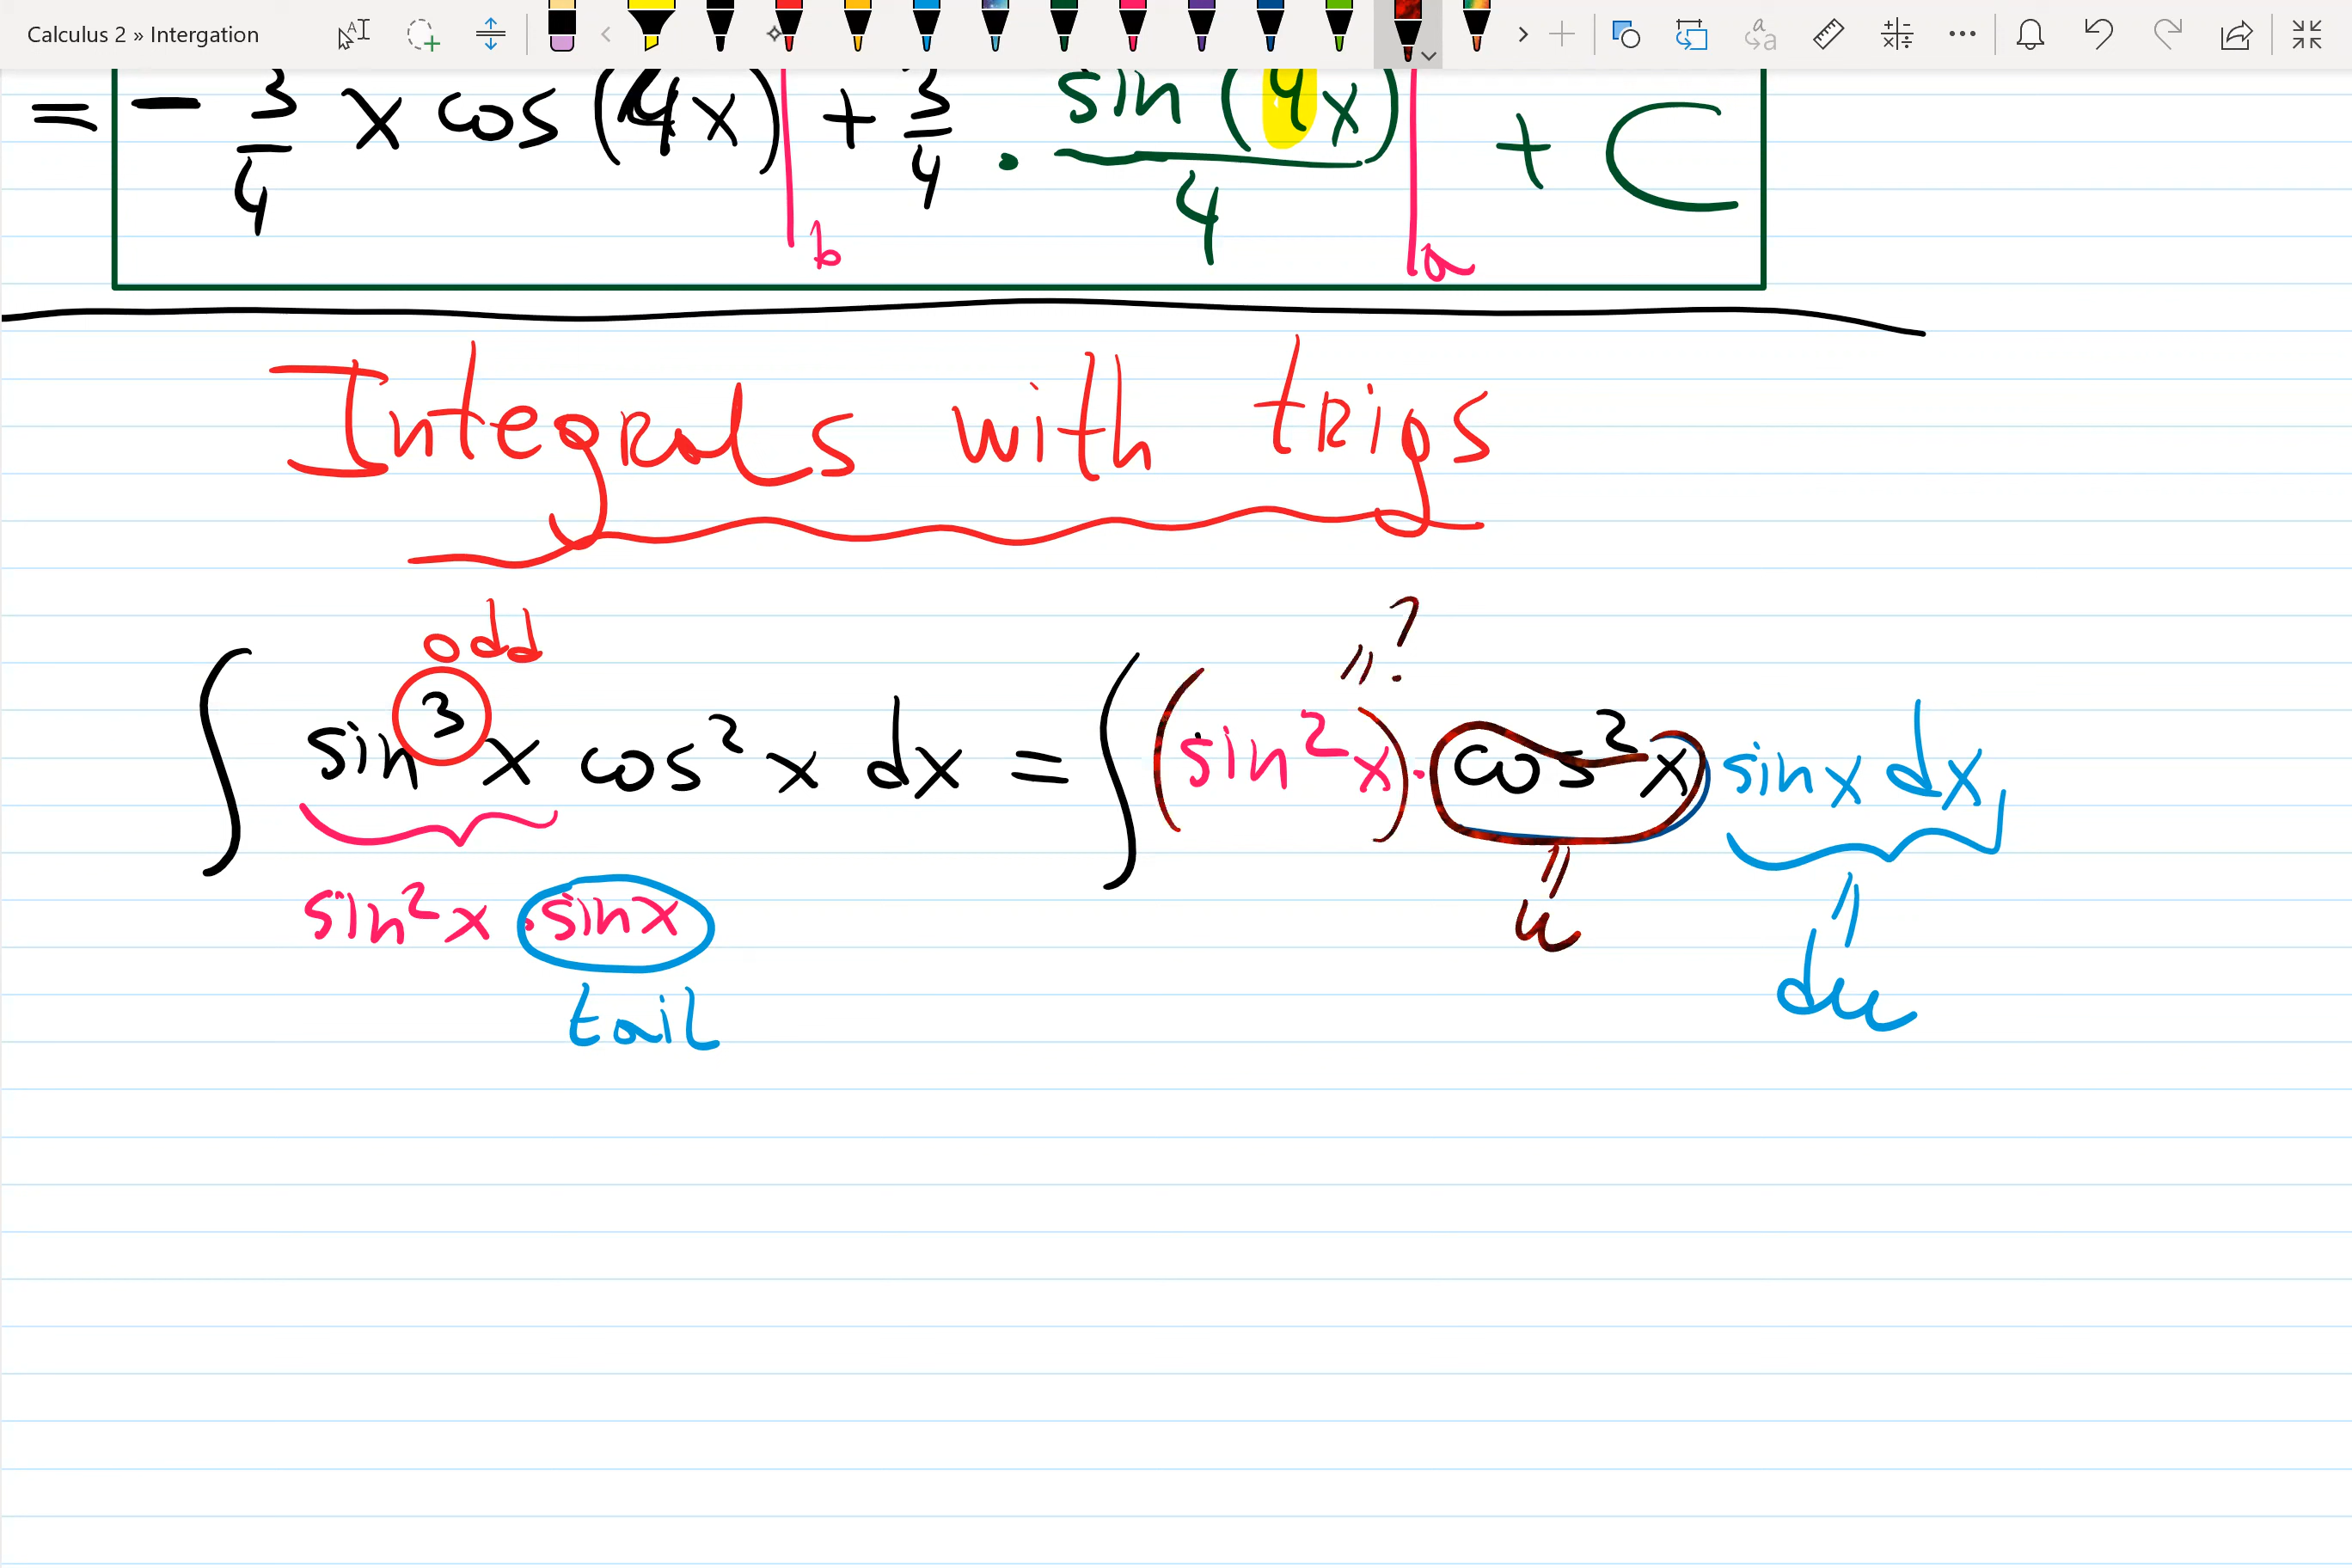 Calculus 2 » Intergation
= - 3/4 x cos (4x) |b + 3/4 · sin (4x)/4 |a + C
Integrals with trigs
odd
∫ sin³x cos²x dx = ∫ (sin²x) · cos²x sinx dx
" ?
sin²x · sinx
tail
" u
" du